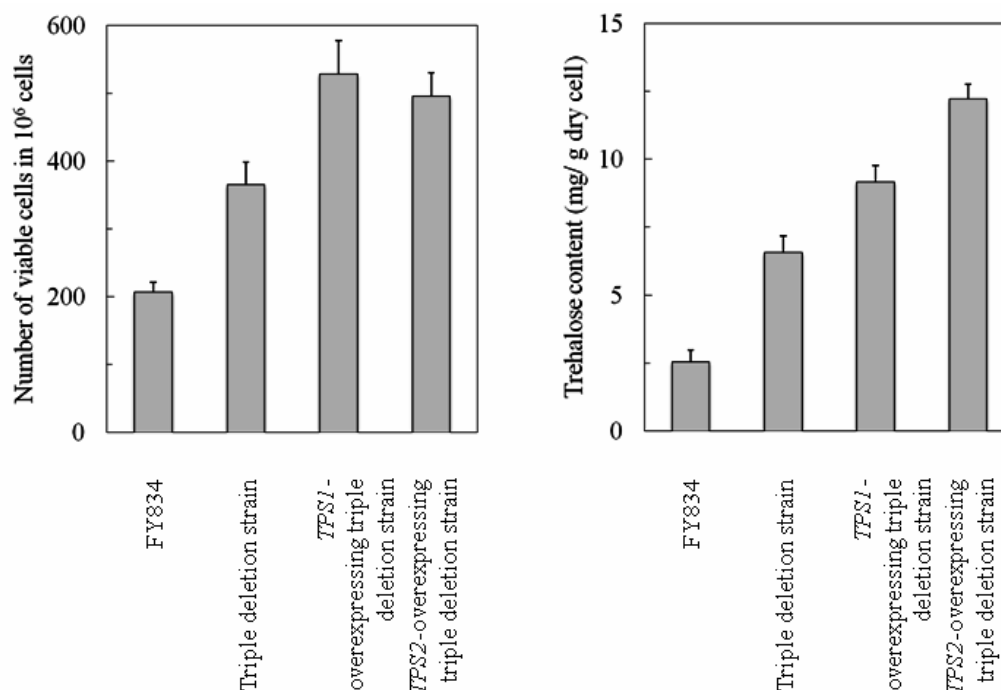 Number of viable cells in 10⁶ cells
600
400
200
0
FY834
Triple deletion strain
TPS1-
overexpressing triple
deletion strain
TPS2-overexpressing
triple deletion strain
Trehalose content (mg/ g dry cell)
15
10
5
0
FY834
Triple deletion strain
TPS1-
overexpressing triple
deletion strain
TPS2-overexpressing
triple deletion strain